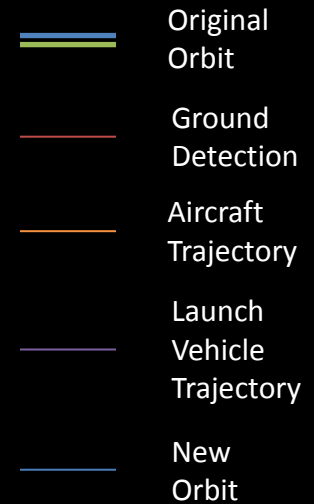 Original
Orbit
Ground
Detection
Aircraft
Trajectory
Launch
Vehicle
Trajectory
New
Orbit